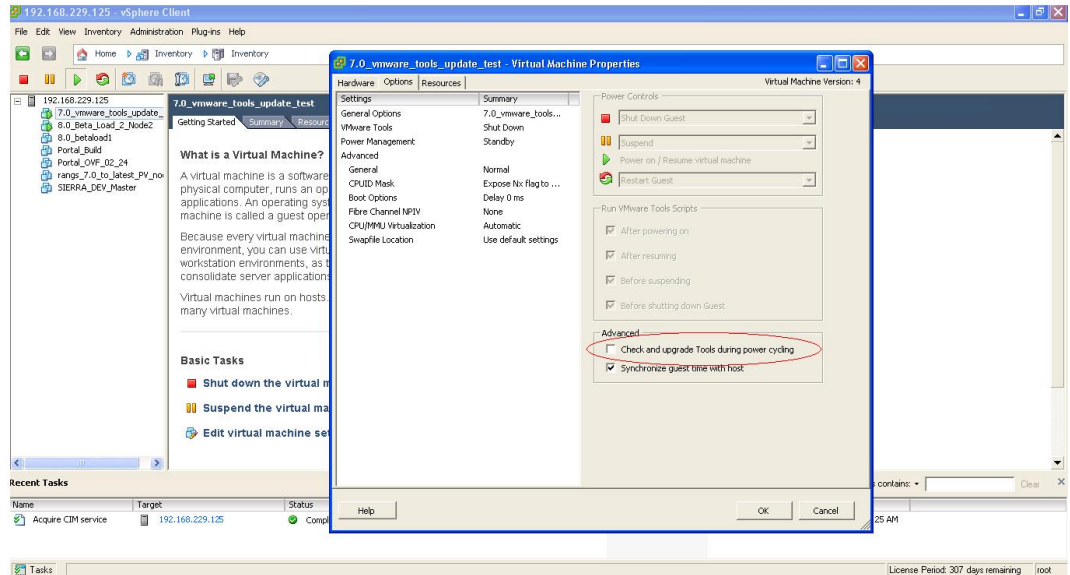 192.168.229.125 - vSphere Client
File Edit View Inventory Administration Plug-ins Help
Home Inventory Inventory
192.168.229.125
7.0_vmware_tools_update_
8.0_Beta_Load_2_Node2
8.0_betaload1
Portal_Build
Portal_OVF_02_24
rangs_7.0_to_latest_PV_no
SIERRA_DEV_Master
7.0_vmware_tools_update_test
Getting Started Summary Resourc
What is a Virtual Machine?
A virtual machine is a software
physical computer, runs an op
applications. An operating syst
machine is called a guest oper
Because every virtual machine
environment, you can use virtu
workstation environments, as t
consolidate server applications
Virtual machines run on hosts.
many virtual machines.
Basic Tasks
Shut down the virtual m
Suspend the virtual ma
Edit virtual machine set
7.0_vmware_tools_update_test - Virtual Machine Properties
Hardware Options Resources Virtual Machine Version: 4
Settings Summary
General Options 7.0_vmware_tools...
VMware Tools Shut Down
Power Management Standby
Advanced
General Normal
CPUID Mask Expose Nx flag to ...
Boot Options Delay 0 ms
Fibre Channel NPIV None
CPU/MMU Virtualization Automatic
Swapfile Location Use default settings
Power Controls
Shut Down Guest
Suspend
Power on / Resume virtual machine
Restart Guest
Run VMware Tools Scripts
After powering on
After resuming
Before suspending
Before shutting down Guest
Advanced
Check and upgrade Tools during power cycling
Synchronize guest time with host
Help OK Cancel
Recent Tasks
contains: Clear
Name Target Status
Acquire CIM service 192.168.229.125 Compl
25 AM
Tasks License Period: 307 days remaining root